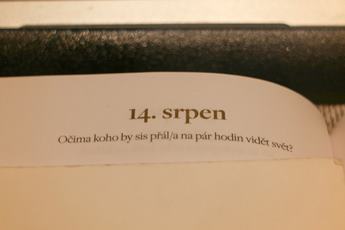 14. srpen
Očima koho by sis přál/a na pár hodin vidět svět?